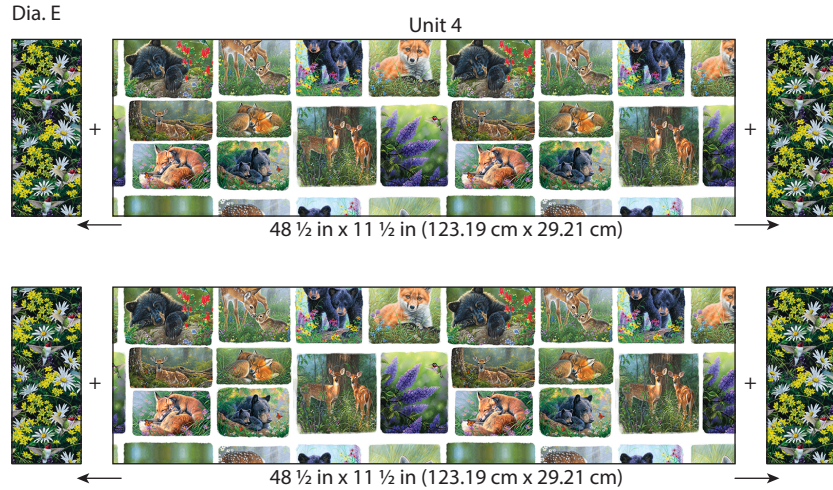 Dia. E
Unit 4
+ +
48 ½ in x 11 ½ in (123.19 cm x 29.21 cm)
+ +
48 ½ in x 11 ½ in (123.19 cm x 29.21 cm)